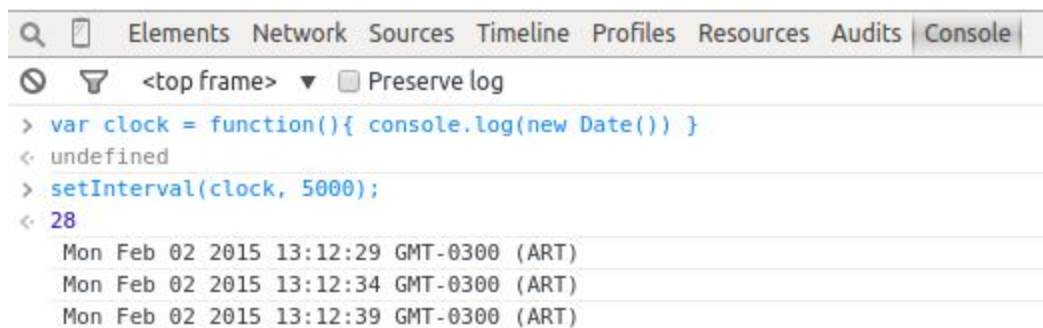 Elements Network Sources Timeline Profiles Resources Audits Console
<top frame> ▼ Preserve log
> var clock = function(){ console.log(new Date()) }
< undefined
> setInterval(clock, 5000);
< 28
Mon Feb 02 2015 13:12:29 GMT-0300 (ART)
Mon Feb 02 2015 13:12:34 GMT-0300 (ART)
Mon Feb 02 2015 13:12:39 GMT-0300 (ART)